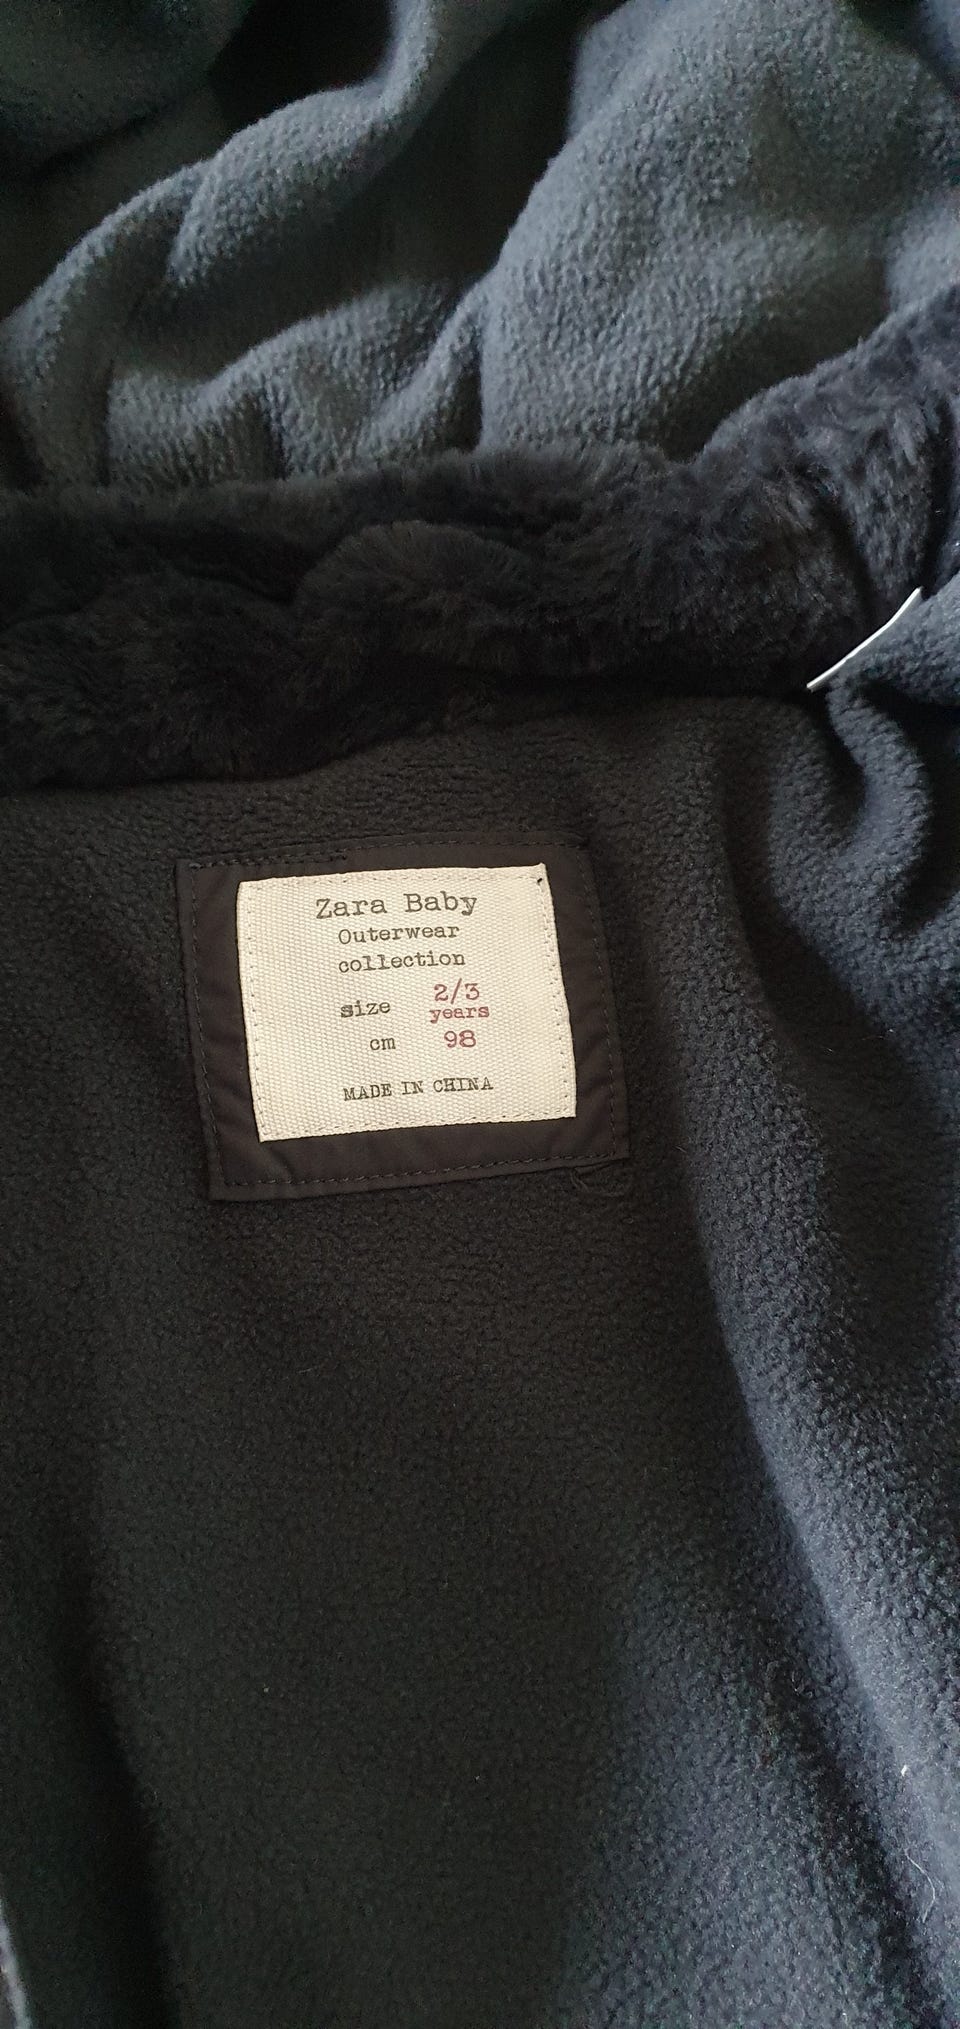 Zara Baby
Outerwear
collection
size 2/3
years
cm 98
MADE IN CHINA